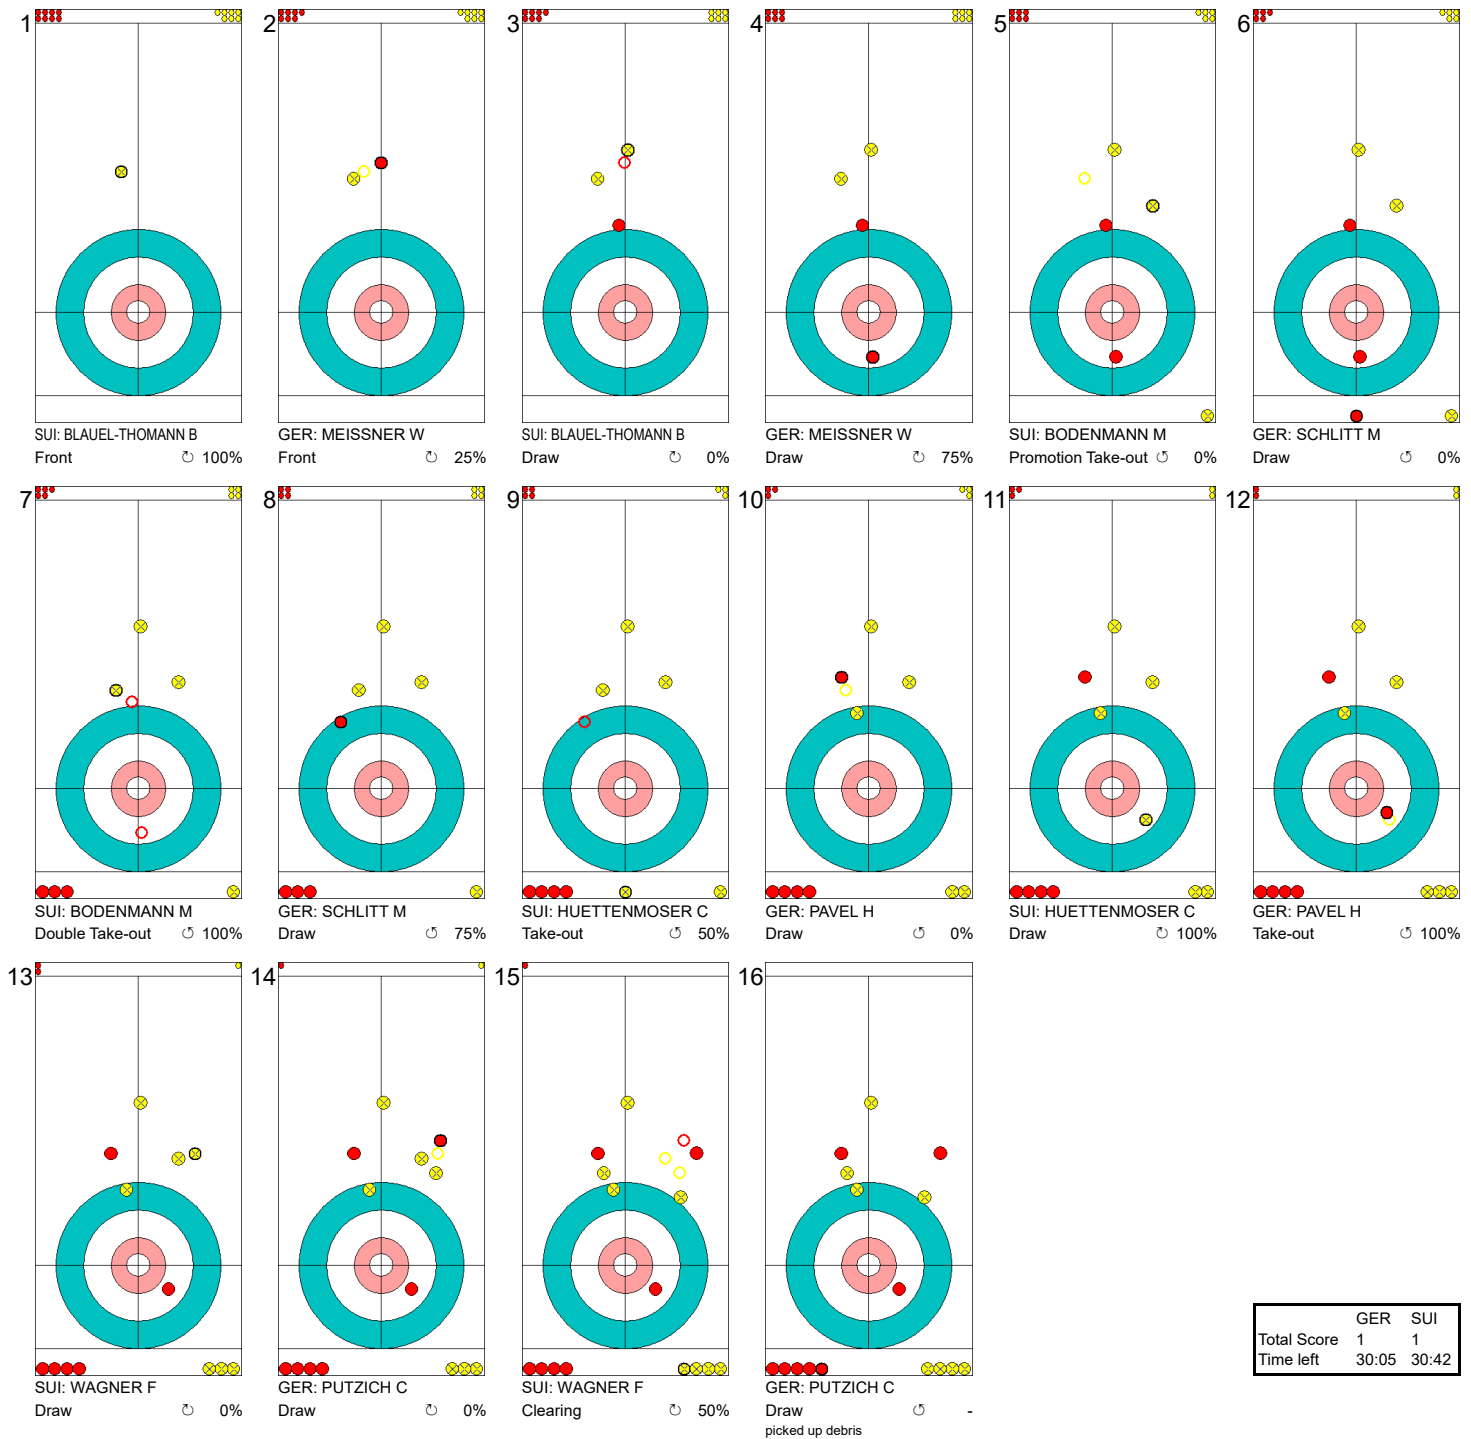 1
SUI: BLAUEL-THOMANN B
Front ↻ 100%
2
GER: MEISSNER W
Front ↻ 25%
3
SUI: BLAUEL-THOMANN B
Draw ↻ 0%
4
GER: MEISSNER W
Draw ↻ 75%
5
SUI: BODENMANN M
Promotion Take-out ↺ 0%
6
GER: SCHLITT M
Draw ↺ 0%
7
SUI: BODENMANN M
Double Take-out ↺ 100%
8
GER: SCHLITT M
Draw ↺ 75%
9
SUI: HUETTENMOSER C
Take-out ↺ 50%
10
GER: PAVEL H
Draw ↺ 0%
11
SUI: HUETTENMOSER C
Draw ↺ 100%
12
GER: PAVEL H
Take-out ↺ 100%
13
SUI: WAGNER F
Draw ↻ 0%
14
GER: PUTZICH C
Draw ↻ 0%
15
SUI: WAGNER F
Clearing ↻ 50%
16
GER: PUTZICH C
Draw ↺ -
picked up debris
GER SUI
Total Score 1 1
Time left 30:05 30:42